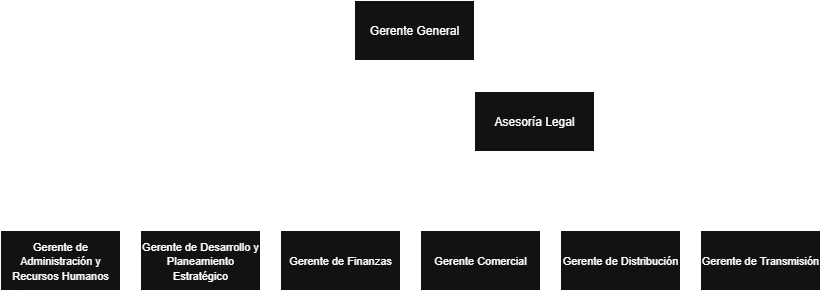 Gerente General
Asesoría Legal
Gerente de
Administración y
Recursos Humanos
Gerente de Desarrollo y
Planeamiento
Estratégico
Gerente de Finanzas
Gerente Comercial
Gerente de Distribución
Gerente de Transmisión